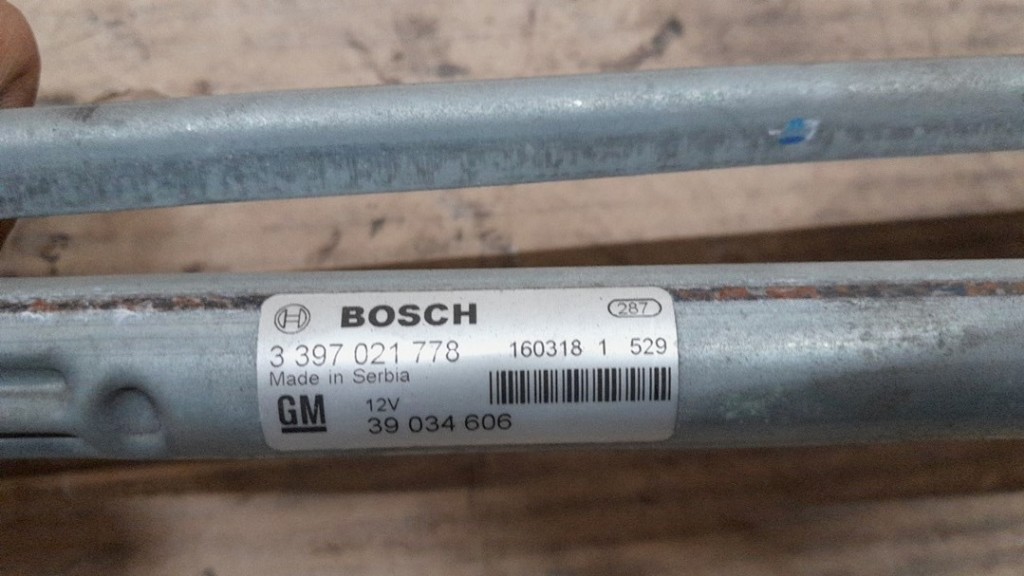 BOSCH 287
3 397 021 778 160318 1 529
Made in Serbia
GM 12V
39 034 606